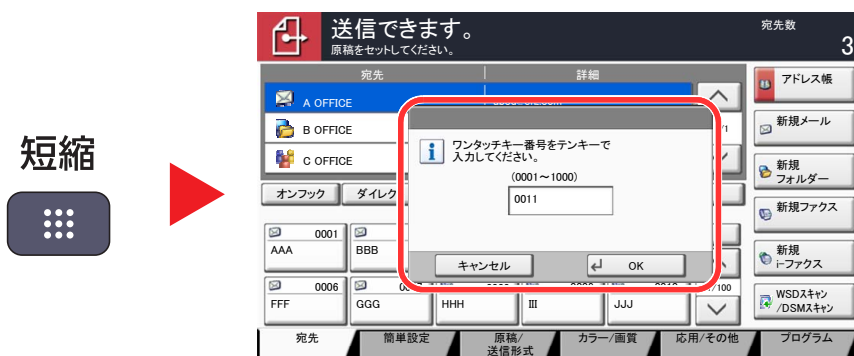 短縮
送信できます。
原稿をセットしてください。
宛先数
3
宛先
詳細
A OFFICE
B OFFICE
C OFFICE
ワンタッチキー番号をテンキーで
入力してください。
(0001～1000)
0011
キャンセル
OK
オンフック
ダイレク
0001
AAA
BBB
0006
FFF
GGG
HHH
III
JJJ
/100
アドレス帳
新規メール
新規
フォルダー
新規ファクス
新規
i-ファクス
WSDスキャン
/DSMスキャン
宛先
簡単設定
原稿/
送信形式
カラー/画質
応用/その他
プログラム